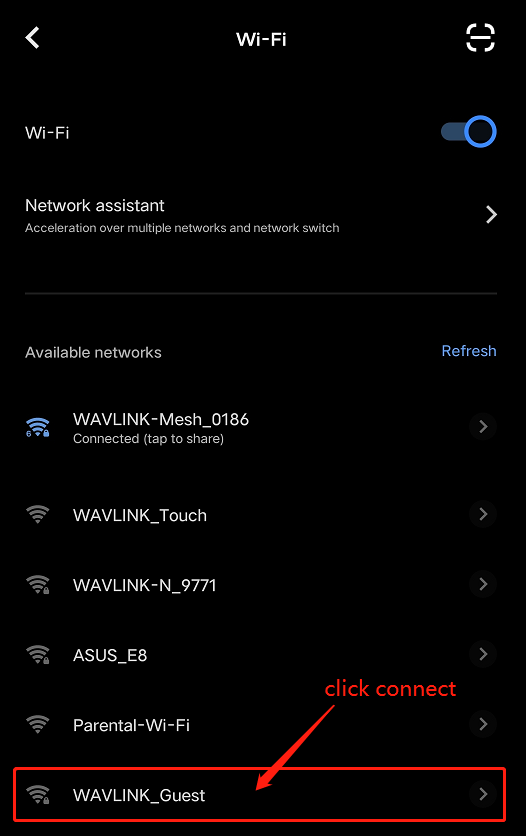 Wi-Fi
Wi-Fi
Network assistant
Acceleration over multiple networks and network switch
Available networks
Refresh
WAVLINK-Mesh_0186
Connected (tap to share)
6
WAVLINK_Touch
WAVLINK-N_9771
ASUS_E8
click connect
Parental-Wi-Fi
WAVLINK_Guest